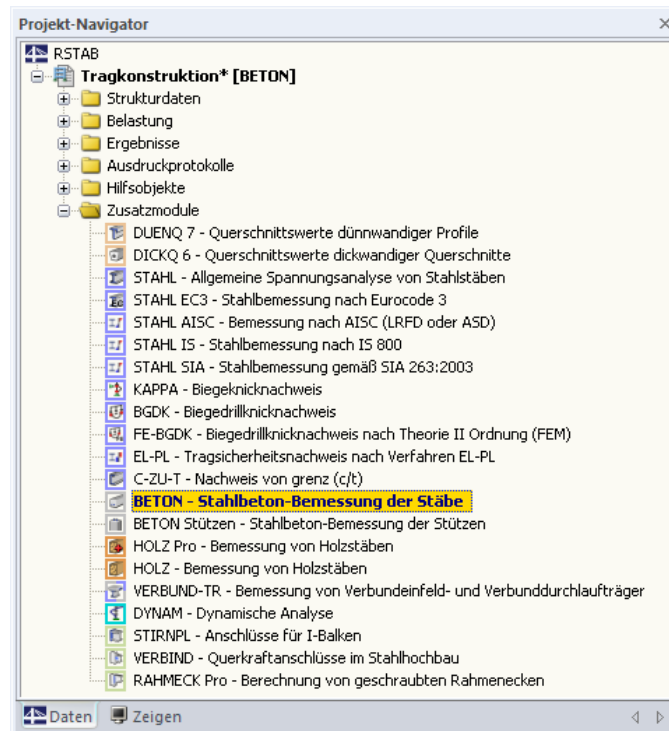 Projekt-Navigator
RSTAB
Tragkonstruktion* [BETON]
Strukturdaten
Belastung
Ergebnisse
Ausdruckprotokolle
Hilfsobjekte
Zusatzmodule
DUENQ 7 - Querschnittswerte dünnwandiger Profile
DICKQ 6 - Querschnittswerte dickwandiger Querschnitte
STAHL - Allgemeine Spannungsanalyse von Stahlstäben
STAHL EC3 - Stahlbemessung nach Eurocode 3
STAHL AISC - Bemessung nach AISC (LRFD oder ASD)
STAHL IS - Stahlbemessung nach IS 800
STAHL SIA - Stahlbemessung gemäß SIA 263:2003
KAPPA - Biegeknicknachweis
BGDK - Biegedrillknicknachweis
FE-BGDK - Biegedrillknicknachweis nach Theorie II Ordnung (FEM)
EL-PL - Tragsicherheitsnachweis nach Verfahren EL-PL
C-ZU-T - Nachweis von grenz (c/t)
BETON - Stahlbeton-Bemessung der Stäbe
BETON Stützen - Stahlbeton-Bemessung der Stützen
HOLZ Pro - Bemessung von Holzstäben
HOLZ - Bemessung von Holzstäben
VERBUND-TR - Bemessung von Verbundeinfeld- und Verbunddurchlaufträger
DYNAM - Dynamische Analyse
STIRNPL - Anschlüsse für I-Balken
VERBIND - Querkraftanschlüsse im Stahlhochbau
RAHMECK Pro - Berechnung von geschraubten Rahmenecken
Daten Zeigen